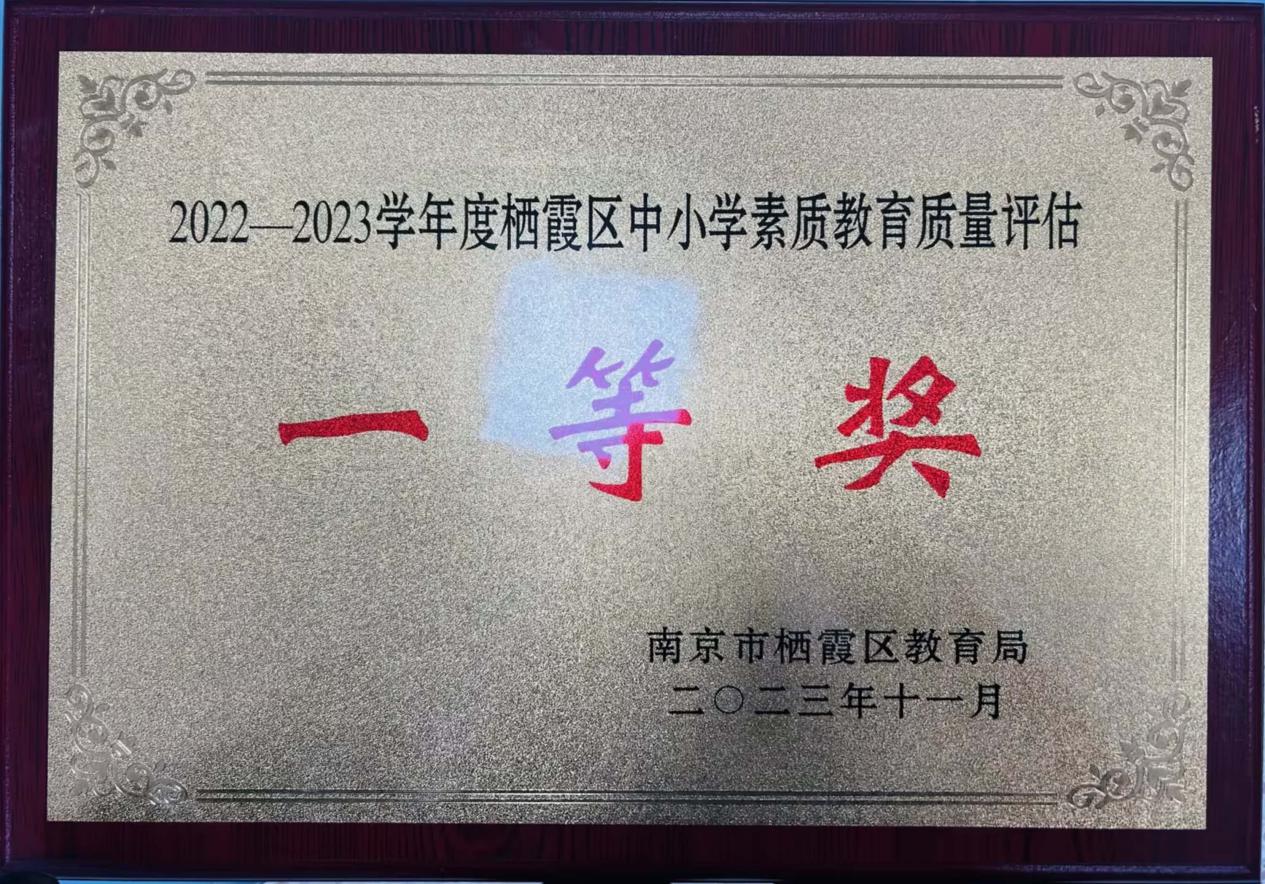 2022—2023学年度栖霞区中小学素质教育质量评估
一等奖
南京市栖霞区教育局
二〇二三年十一月